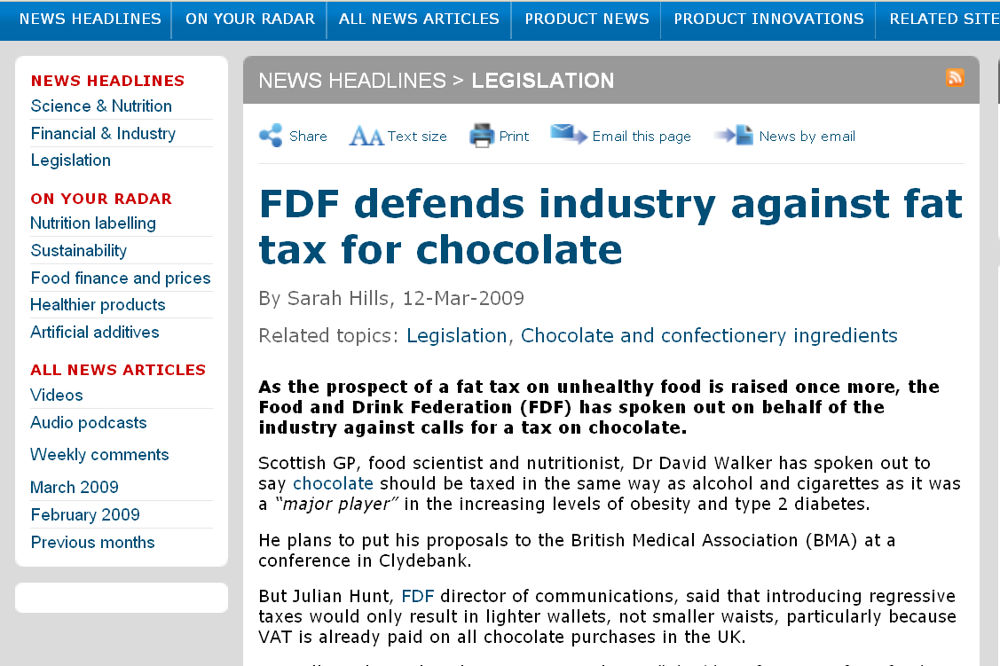 NEWS HEADLINES ON YOUR RADAR ALL NEWS ARTICLES PRODUCT NEWS PRODUCT INNOVATIONS RELATED SITE
NEWS HEADLINES
Science & Nutrition
Financial & Industry
Legislation
ON YOUR RADAR
Nutrition labelling
Sustainability
Food finance and prices
Healthier products
Artificial additives
ALL NEWS ARTICLES
Videos
Audio podcasts
Weekly comments
March 2009
February 2009
Previous months
NEWS HEADLINES > LEGISLATION
Share AA Text size Print Email this page News by email
FDF defends industry against fat
tax for chocolate
By Sarah Hills, 12-Mar-2009
Related topics: Legislation, Chocolate and confectionery ingredients
As the prospect of a fat tax on unhealthy food is raised once more, the
Food and Drink Federation (FDF) has spoken out on behalf of the
industry against calls for a tax on chocolate.
Scottish GP, food scientist and nutritionist, Dr David Walker has spoken out to
say chocolate should be taxed in the same way as alcohol and cigarettes as it was
a “major player” in the increasing levels of obesity and type 2 diabetes.
He plans to put his proposals to the British Medical Association (BMA) at a
conference in Clydebank.
But Julian Hunt, FDF director of communications, said that introducing regressive
taxes would only result in lighter wallets, not smaller waists, particularly because
VAT is already paid on all chocolate purchases in the UK.